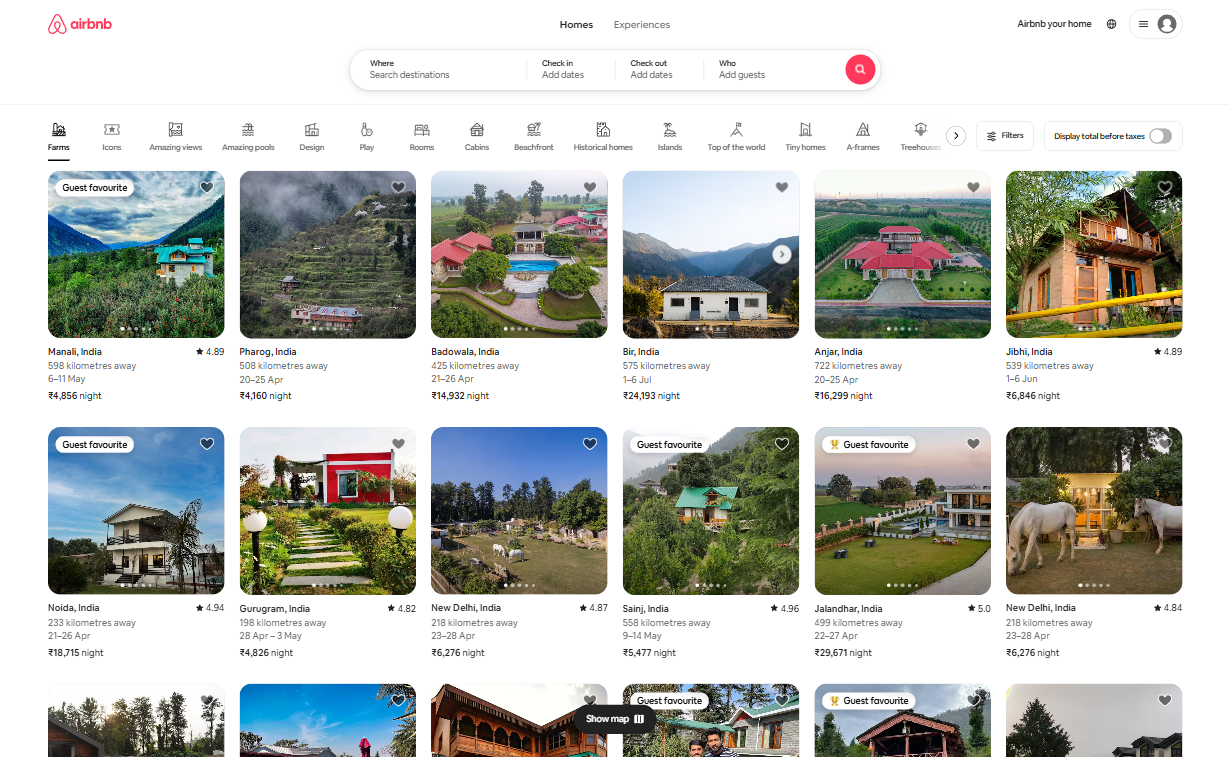 airbnb
Homes
Experiences
Airbnb your home
Where
Search destinations
Check in
Add dates
Check out
Add dates
Who
Add guests
Farms
Icons
Amazing views
Amazing pools
Design
Play
Rooms
Cabins
Beachfront
Historical homes
Islands
Top of the world
Tiny homes
A-frames
Treehouses
Filters
Display total before taxes
Guest favourite
Manali, India
4.89
598 kilometres away
6–11 May
₹4,856 night
Pharog, India
508 kilometres away
20–25 Apr
₹4,160 night
Badowala, India
425 kilometres away
21–26 Apr
₹14,932 night
Bir, India
575 kilometres away
1–6 Jul
₹24,193 night
Anjar, India
722 kilometres away
20–25 Apr
₹16,299 night
Jibhi, India
4.89
539 kilometres away
1–6 Jun
₹6,846 night
Guest favourite
Noida, India
4.94
233 kilometres away
21–26 Apr
₹18,715 night
Guest favourite
Gurugram, India
4.82
198 kilometres away
28 Apr – 3 May
₹4,826 night
New Delhi, India
4.87
218 kilometres away
23–28 Apr
₹6,276 night
Guest favourite
Sainj, India
4.96
558 kilometres away
9–14 May
₹5,477 night
Guest favourite
Jalandhar, India
5.0
499 kilometres away
22–27 Apr
₹29,671 night
New Delhi, India
4.84
218 kilometres away
23–28 Apr
₹6,276 night
Guest favourite
Guest favourite
Show map